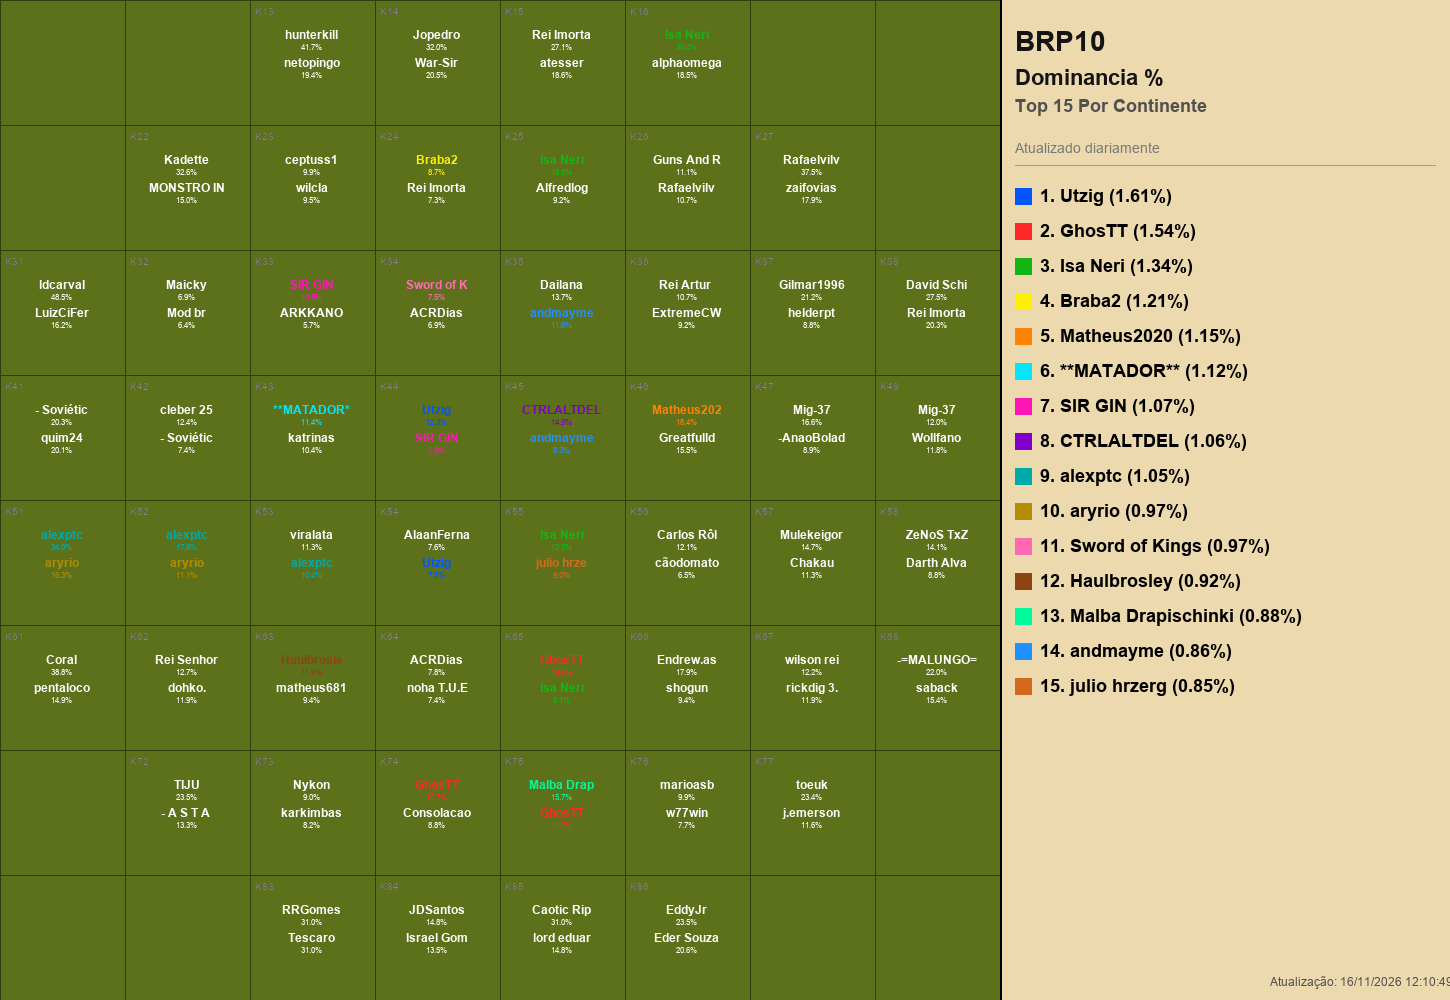 K13
hunterkill
41.7%
netopingo
19.4%
K14
Jopedro
32.0%
War-Sir
20.5%
K15
Rei Imorta
27.1%
atesser
18.6%
K16
Isa Neri
alphaomega
18.5%
K22
Kadette
32.6%
MONSTRO IN
15.0%
K23
ceptuss1
9.9%
wilcla
9.5%
K24
Braba2
8.7%
Rei Imorta
7.3%
K25
Isa Neri
Alfredlog
9.2%
K26
Guns And R
11.1%
Rafaelvilv
10.7%
K27
Rafaelvilv
37.5%
zaifovias
17.9%
K31
ldcarval
48.5%
LuizCiFer
16.2%
K32
Maicky
6.9%
Mod br
6.4%
K33
SIR GIN
ARKKANO
5.7%
K34
Sword of K
7.5%
ACRDias
6.9%
K35
Dailana
13.7%
andmayme
K36
Rei Artur
10.7%
ExtremeCW
9.2%
K37
Gilmar1996
21.2%
helderpt
8.8%
K38
David Schi
27.5%
Rei Imorta
20.3%
K41
- Soviétic
20.3%
quim24
20.1%
K42
cleber 25
12.4%
- Soviétic
7.4%
K43
**MATADOR*
11.4%
katrinas
10.4%
K44
Utzig
SIR GIN
K45
CTRLALTDEL
14.9%
andmayme
8.3%
K46
Matheus202
18.4%
Greatfulld
15.5%
K47
Mig-37
16.6%
-AnaoBolad
8.9%
K48
Mig-37
12.0%
Wollfano
11.8%
K51
alexptc
34.0%
aryrio
16.3%
K52
alexptc
17.8%
aryrio
11.1%
K53
viralata
11.3%
alexptc
10.4%
K54
AlaanFerna
7.6%
Utzig
K55
Isa Neri
julio hrze
9.0%
K56
Carlos Rôl
12.1%
cãodomato
6.5%
K57
Mulekeigor
14.7%
Chakau
11.3%
K58
ZeNoS TxZ
14.1%
Darth Alva
8.8%
K61
Coral
38.8%
pentaloco
14.9%
K62
Rei Senhor
12.7%
dohko.
11.9%
K63
Haulbrosle
matheus681
9.4%
K64
ACRDias
7.8%
noha T.U.E
7.4%
K65
GhosTT
Isa Neri
K66
Endrew.as
17.9%
shogun
9.4%
K67
wilson rei
12.2%
rickdig 3.
11.9%
-=MALUNGO=
22.0%
saback
15.4%
K72
TIJU
23.5%
- A S T A
13.3%
K73
Nykon
9.0%
karkimbas
8.2%
K74
GhosTT
Consolacao
8.8%
K75
Malba Drap
15.7%
GhosTT
K76
marioasb
9.9%
w77win
7.7%
K77
toeuk
23.4%
j.emerson
11.6%
K83
RRGomes
31.0%
Tescaro
31.0%
K84
JDSantos
14.8%
Israel Gom
13.5%
K85
Caotic Rip
31.0%
lord eduar
14.8%
K86
EddyJr
23.5%
Eder Souza
20.6%
BRP10
Dominancia %
Top 15 Por Continente
Atualizado diariamente
1. Utzig (1.61%)
2. GhosTT (1.54%)
3. Isa Neri (1.34%)
4. Braba2 (1.21%)
5. Matheus2020 (1.15%)
6. **MATADOR** (1.12%)
7. SIR GIN (1.07%)
8. CTRLALTDEL (1.06%)
9. alexptc (1.05%)
10. aryrio (0.97%)
11. Sword of Kings (0.97%)
12. Haulbrosley (0.92%)
13. Malba Drapischinki (0.88%)
14. andmayme (0.86%)
15. julio hrzerg (0.85%)
Atualização: 16/11/2026 12:10:49